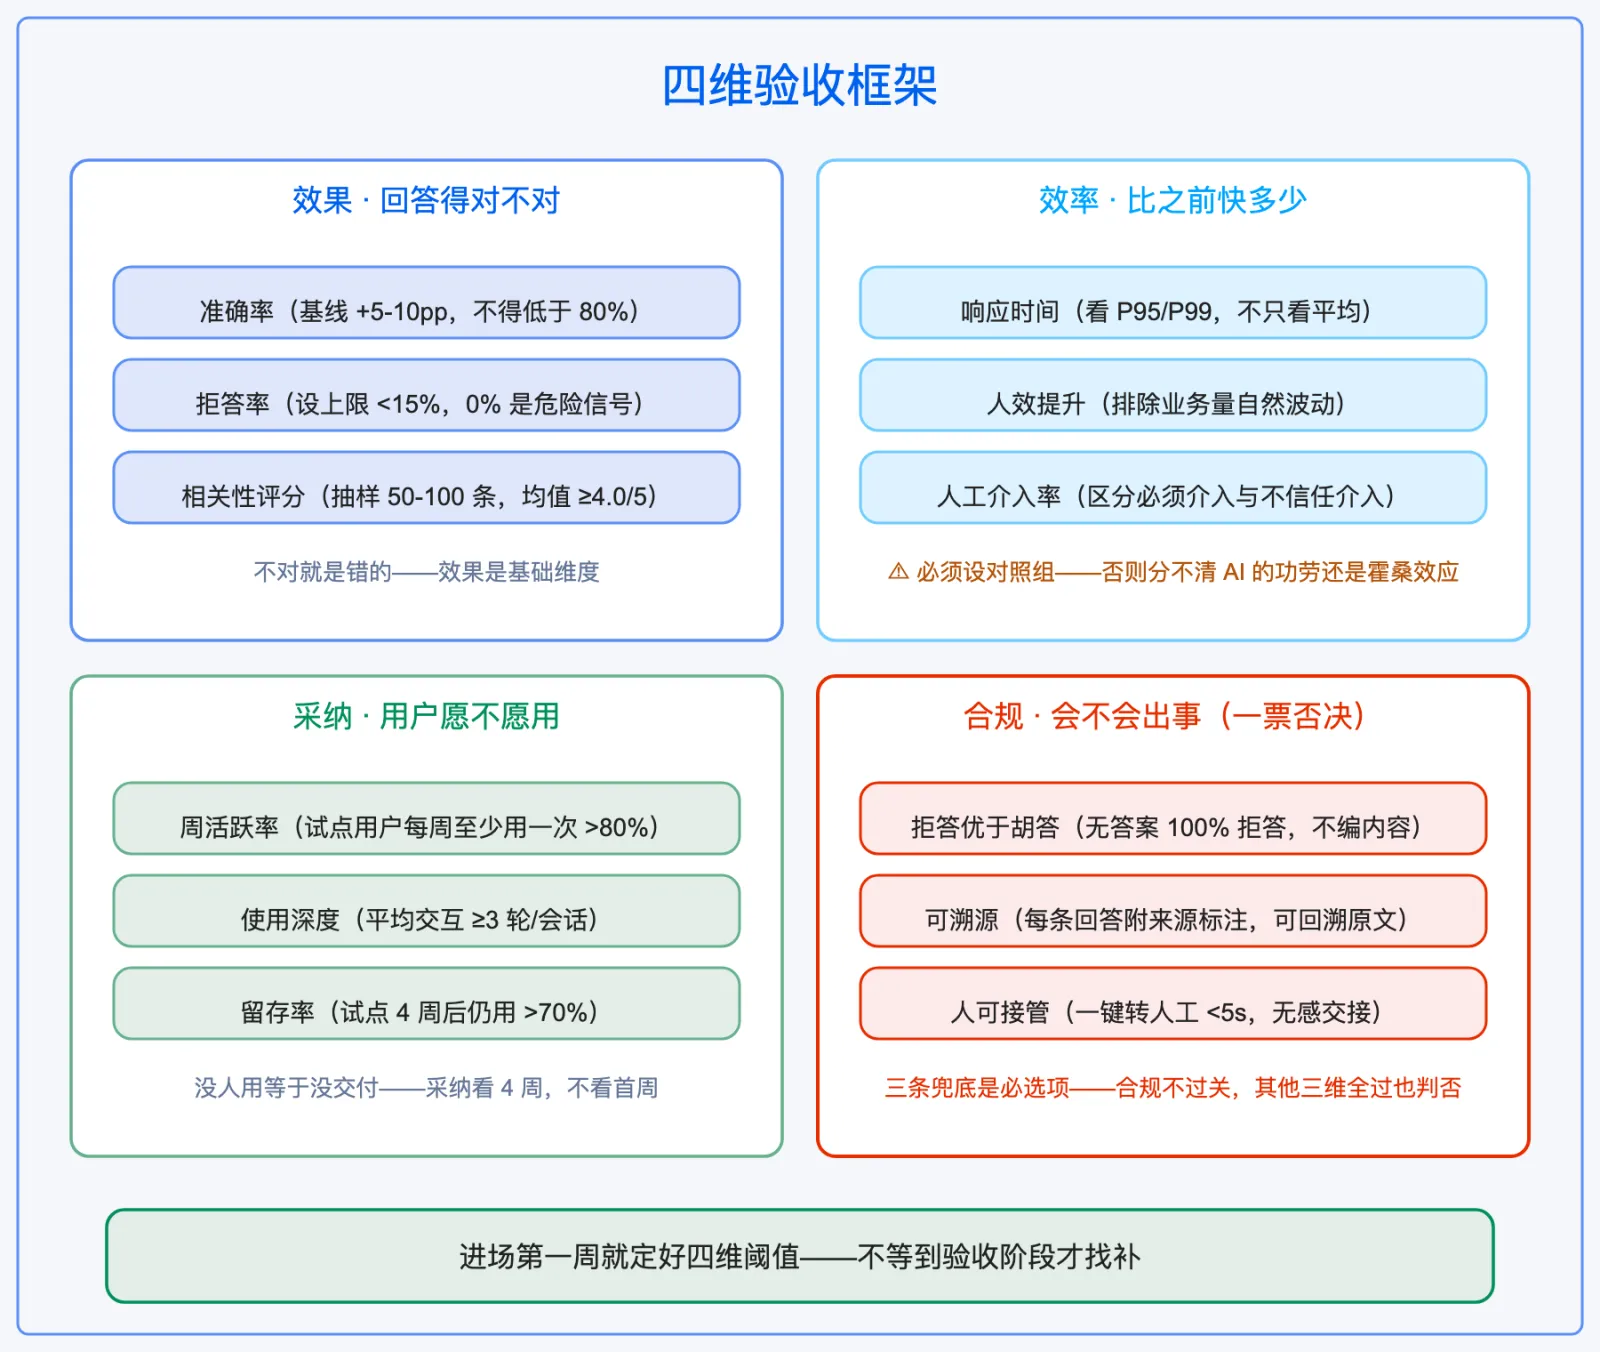 四维验收框架
效果 · 回答得对不对
准确率（基线 +5-10pp，不得低于 80%）
拒答率（设上限 <15%，0% 是危险信号）
相关性评分（抽样 50-100 条，均值 ≥4.0/5）
不对就是错的——效果是基础维度
效率 · 比之前快多少
响应时间（看 P95/P99，不只看平均）
人效提升（排除业务量自然波动）
人工介入率（区分必须介入与不信任介入）
⚠ 必须设对照组——否则分不清 AI 的功劳还是霍桑效应
采纳 · 用户愿不愿用
周活跃率（试点用户每周至少用一次 >80%）
使用深度（平均交互 ≥3 轮/会话）
留存率（试点 4 周后仍用 >70%）
没人用等于没交付——采纳看 4 周，不看首周
合规 · 会不会出事（一票否决）
拒答优于胡答（无答案 100% 拒答，不编内容）
可溯源（每条回答附来源标注，可回溯原文）
人可接管（一键转人工 <5s，无感交接）
三条兜底是必选项——合规不过关，其他三维全过也判否
进场第一周就定好四维阈值——不等到验收阶段才找补